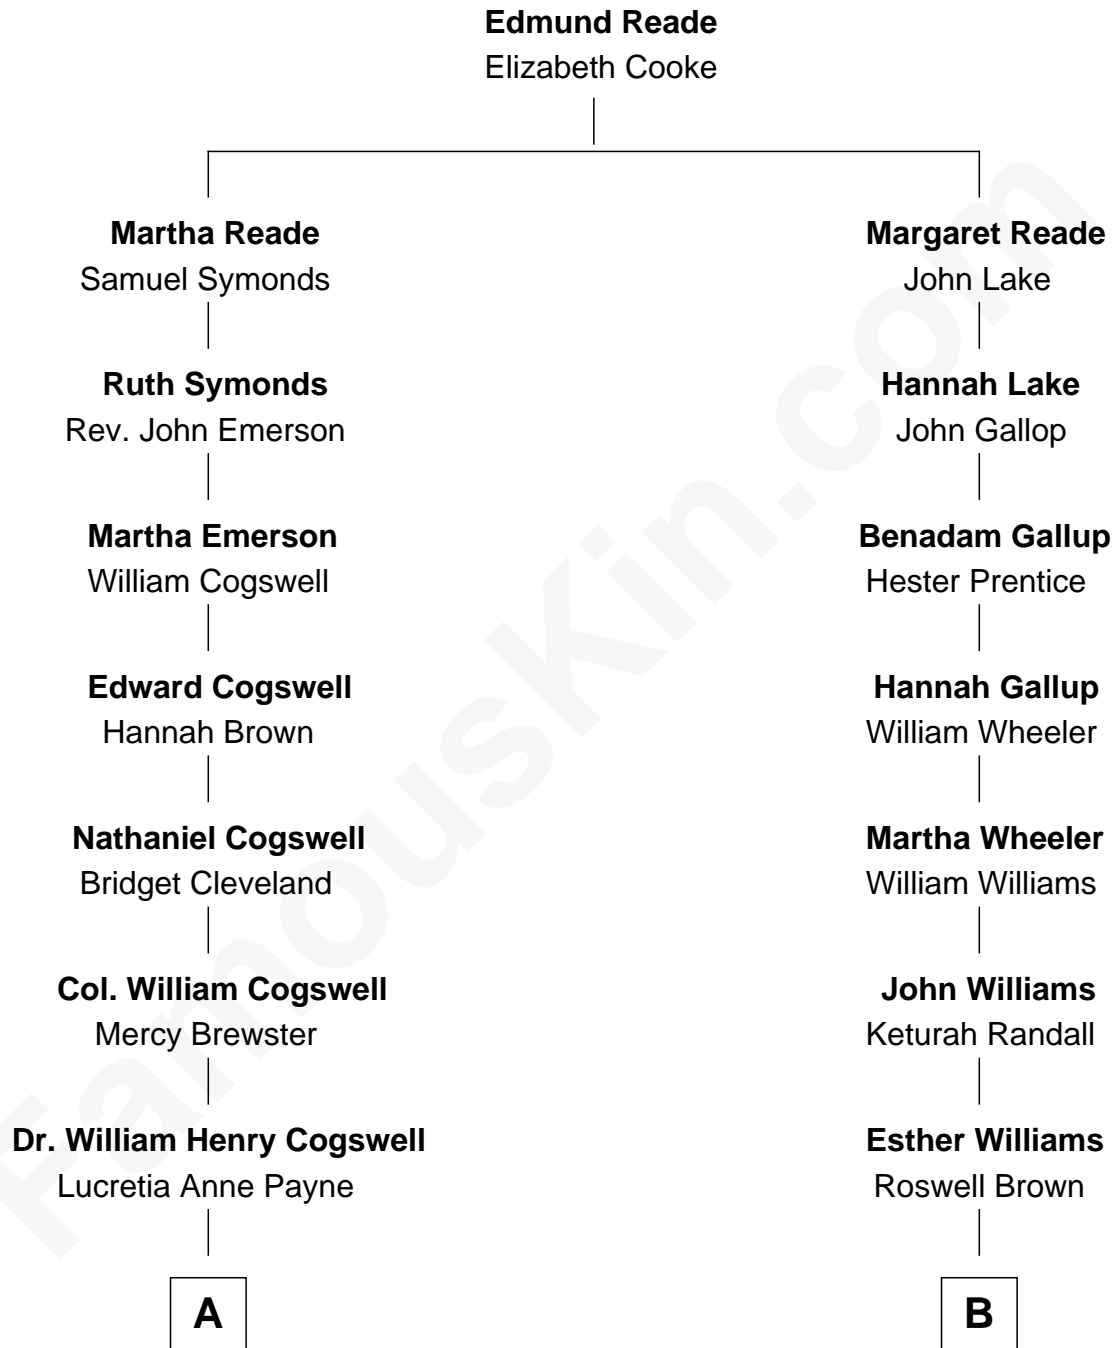 Edmund Reade
Elizabeth Cooke
Martha Reade
Samuel Symonds
Margaret Reade
John Lake
Ruth Symonds
Rev. John Emerson
Hannah Lake
John Gallop
Martha Emerson
William Cogswell
Benadam Gallup
Hester Prentice
Edward Cogswell
Hannah Brown
Hannah Gallup
William Wheeler
Nathaniel Cogswell
Bridget Cleveland
Martha Wheeler
William Williams
Col. William Cogswell
Mercy Brewster
John Williams
Keturah Randall
Dr. William Henry Cogswell
Lucretia Anne Payne
Esther Williams
Roswell Brown
A
B
FamousKin.com